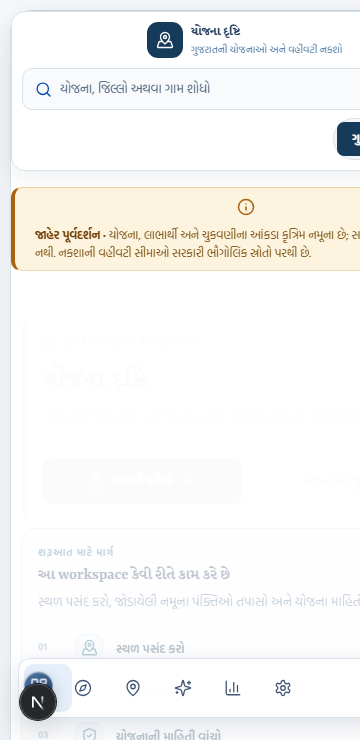 યોજના દૃષ્ટિ
ગુજરાતની યોજનાઓ અને વહીવટી નકશો
યોજના, જિલ્લો અથવા ગામ શોધો
ગુ
જાહેર પૂર્વદર્શન · યોજના, લાભાર્થી અને ચુકવણીના આંકડા કૃત્રિમ નમૂના છે; સ
નથી. નકશાની વહીવટી સીમાઓ સરકારી ભૌગોલિક સ્રોતો પરથી છે.
યોજના દૃષ્ટિ
શરૂઆત માટે માર્ગ
આ workspace કેવી રીતે કામ કરે છે
સ્થળ પસંદ કરો, જોડાયેલી નમૂના પંક્તિઓ તપાસો અને યોજના માહિતી
01
સ્થળ પસંદ કરો
N
03
યોજનાની માહિતી વાંચો